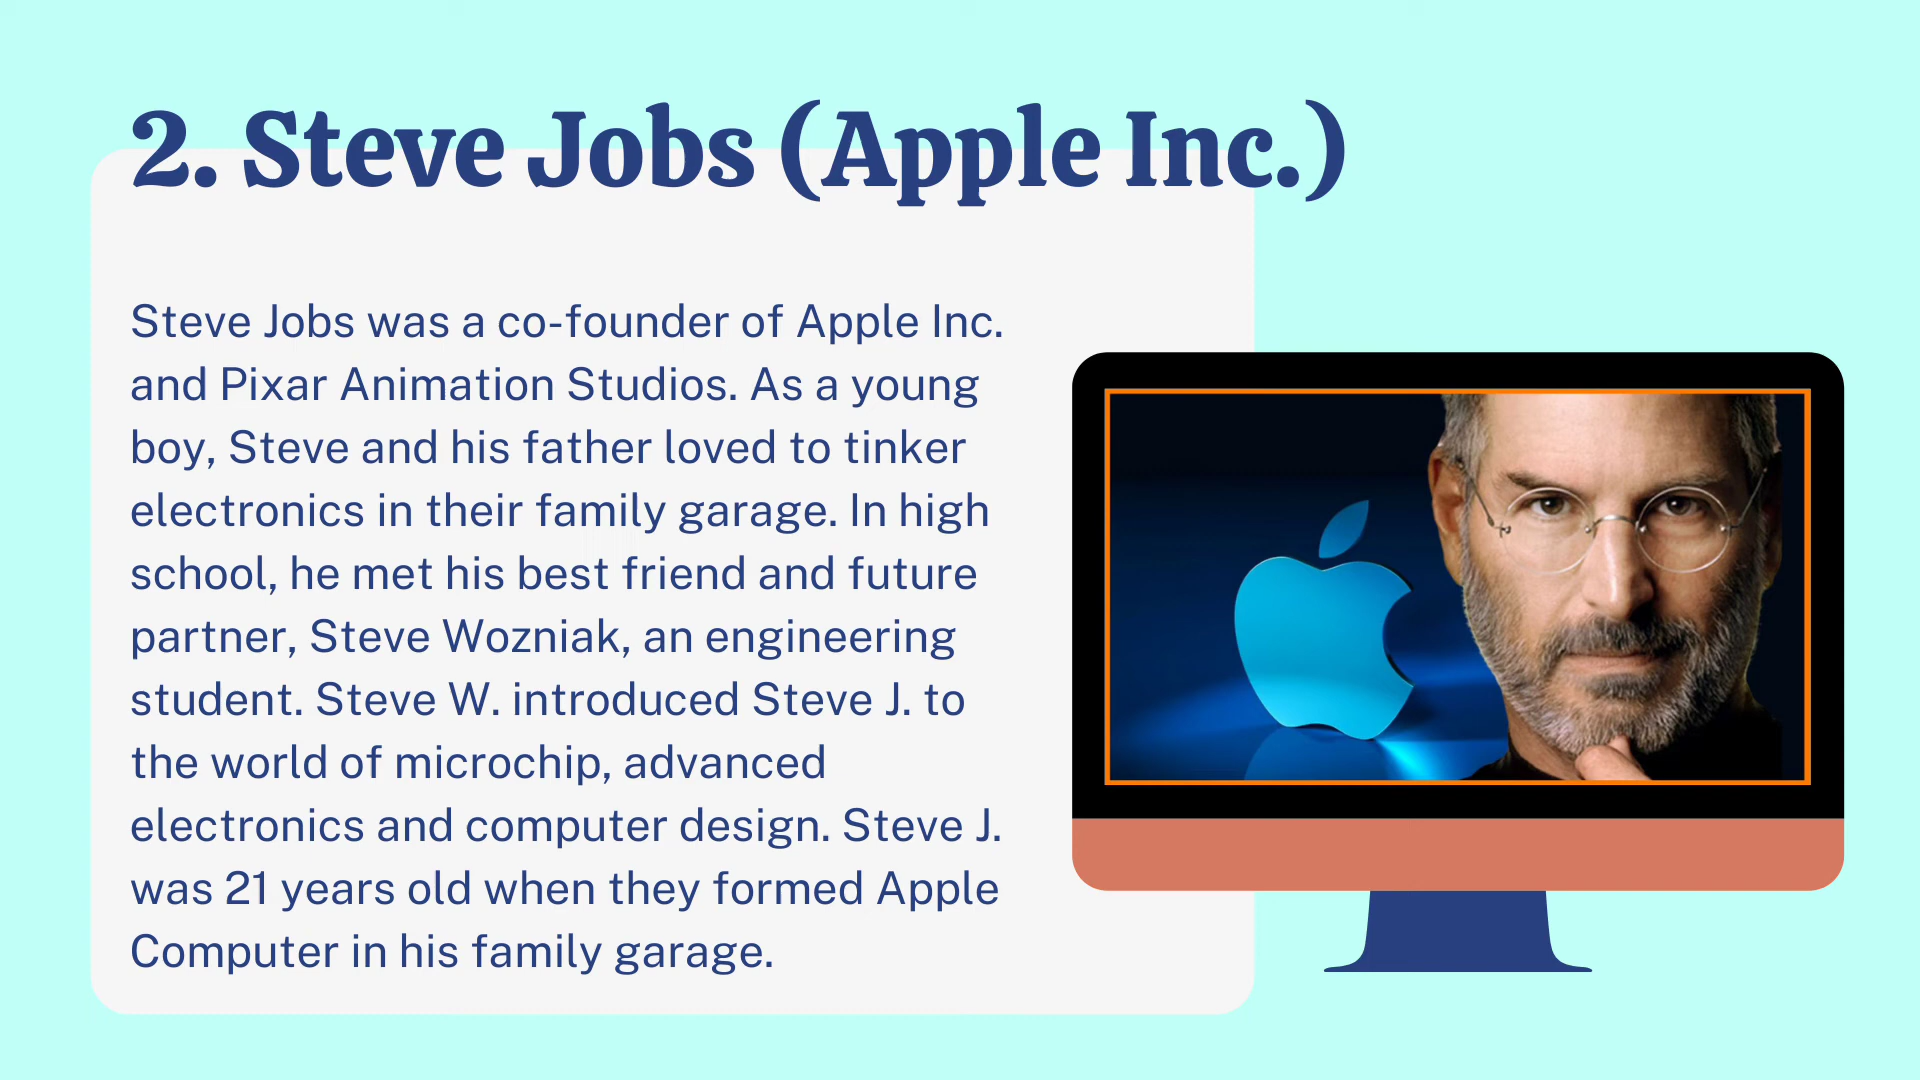 2. Steve Jobs (Apple Inc.)
Steve Jobs was a co-founder of Apple Inc.
and Pixar Animation Studios. As a young
boy, Steve and his father loved to tinker
electronics in their family garage. In high
school, he met his best friend and future
partner, Steve Wozniak, an engineering
student. Steve W. introduced Steve J. to
the world of microchip, advanced
electronics and computer design. Steve J.
was 21 years old when they formed Apple
Computer in his family garage.